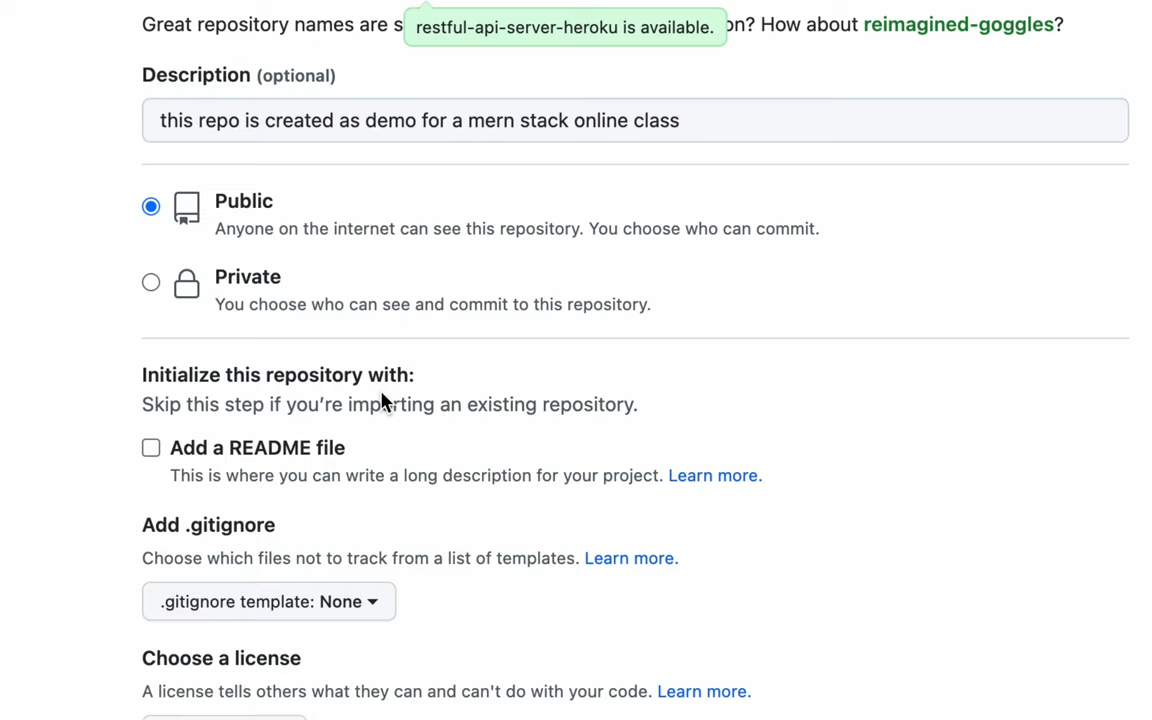 Great repository names are s
restful-api-server-heroku is available.
on? How about reimagined-goggles?
Description (optional)
this repo is created as demo for a mern stack online class
Public
Anyone on the internet can see this repository. You choose who can commit.
Private
You choose who can see and commit to this repository.
Initialize this repository with:
Skip this step if you’re importing an existing repository.
Add a README file
This is where you can write a long description for your project. Learn more.
Add .gitignore
Choose which files not to track from a list of templates. Learn more.
.gitignore template: None
Choose a license
A license tells others what they can and can't do with your code. Learn more.